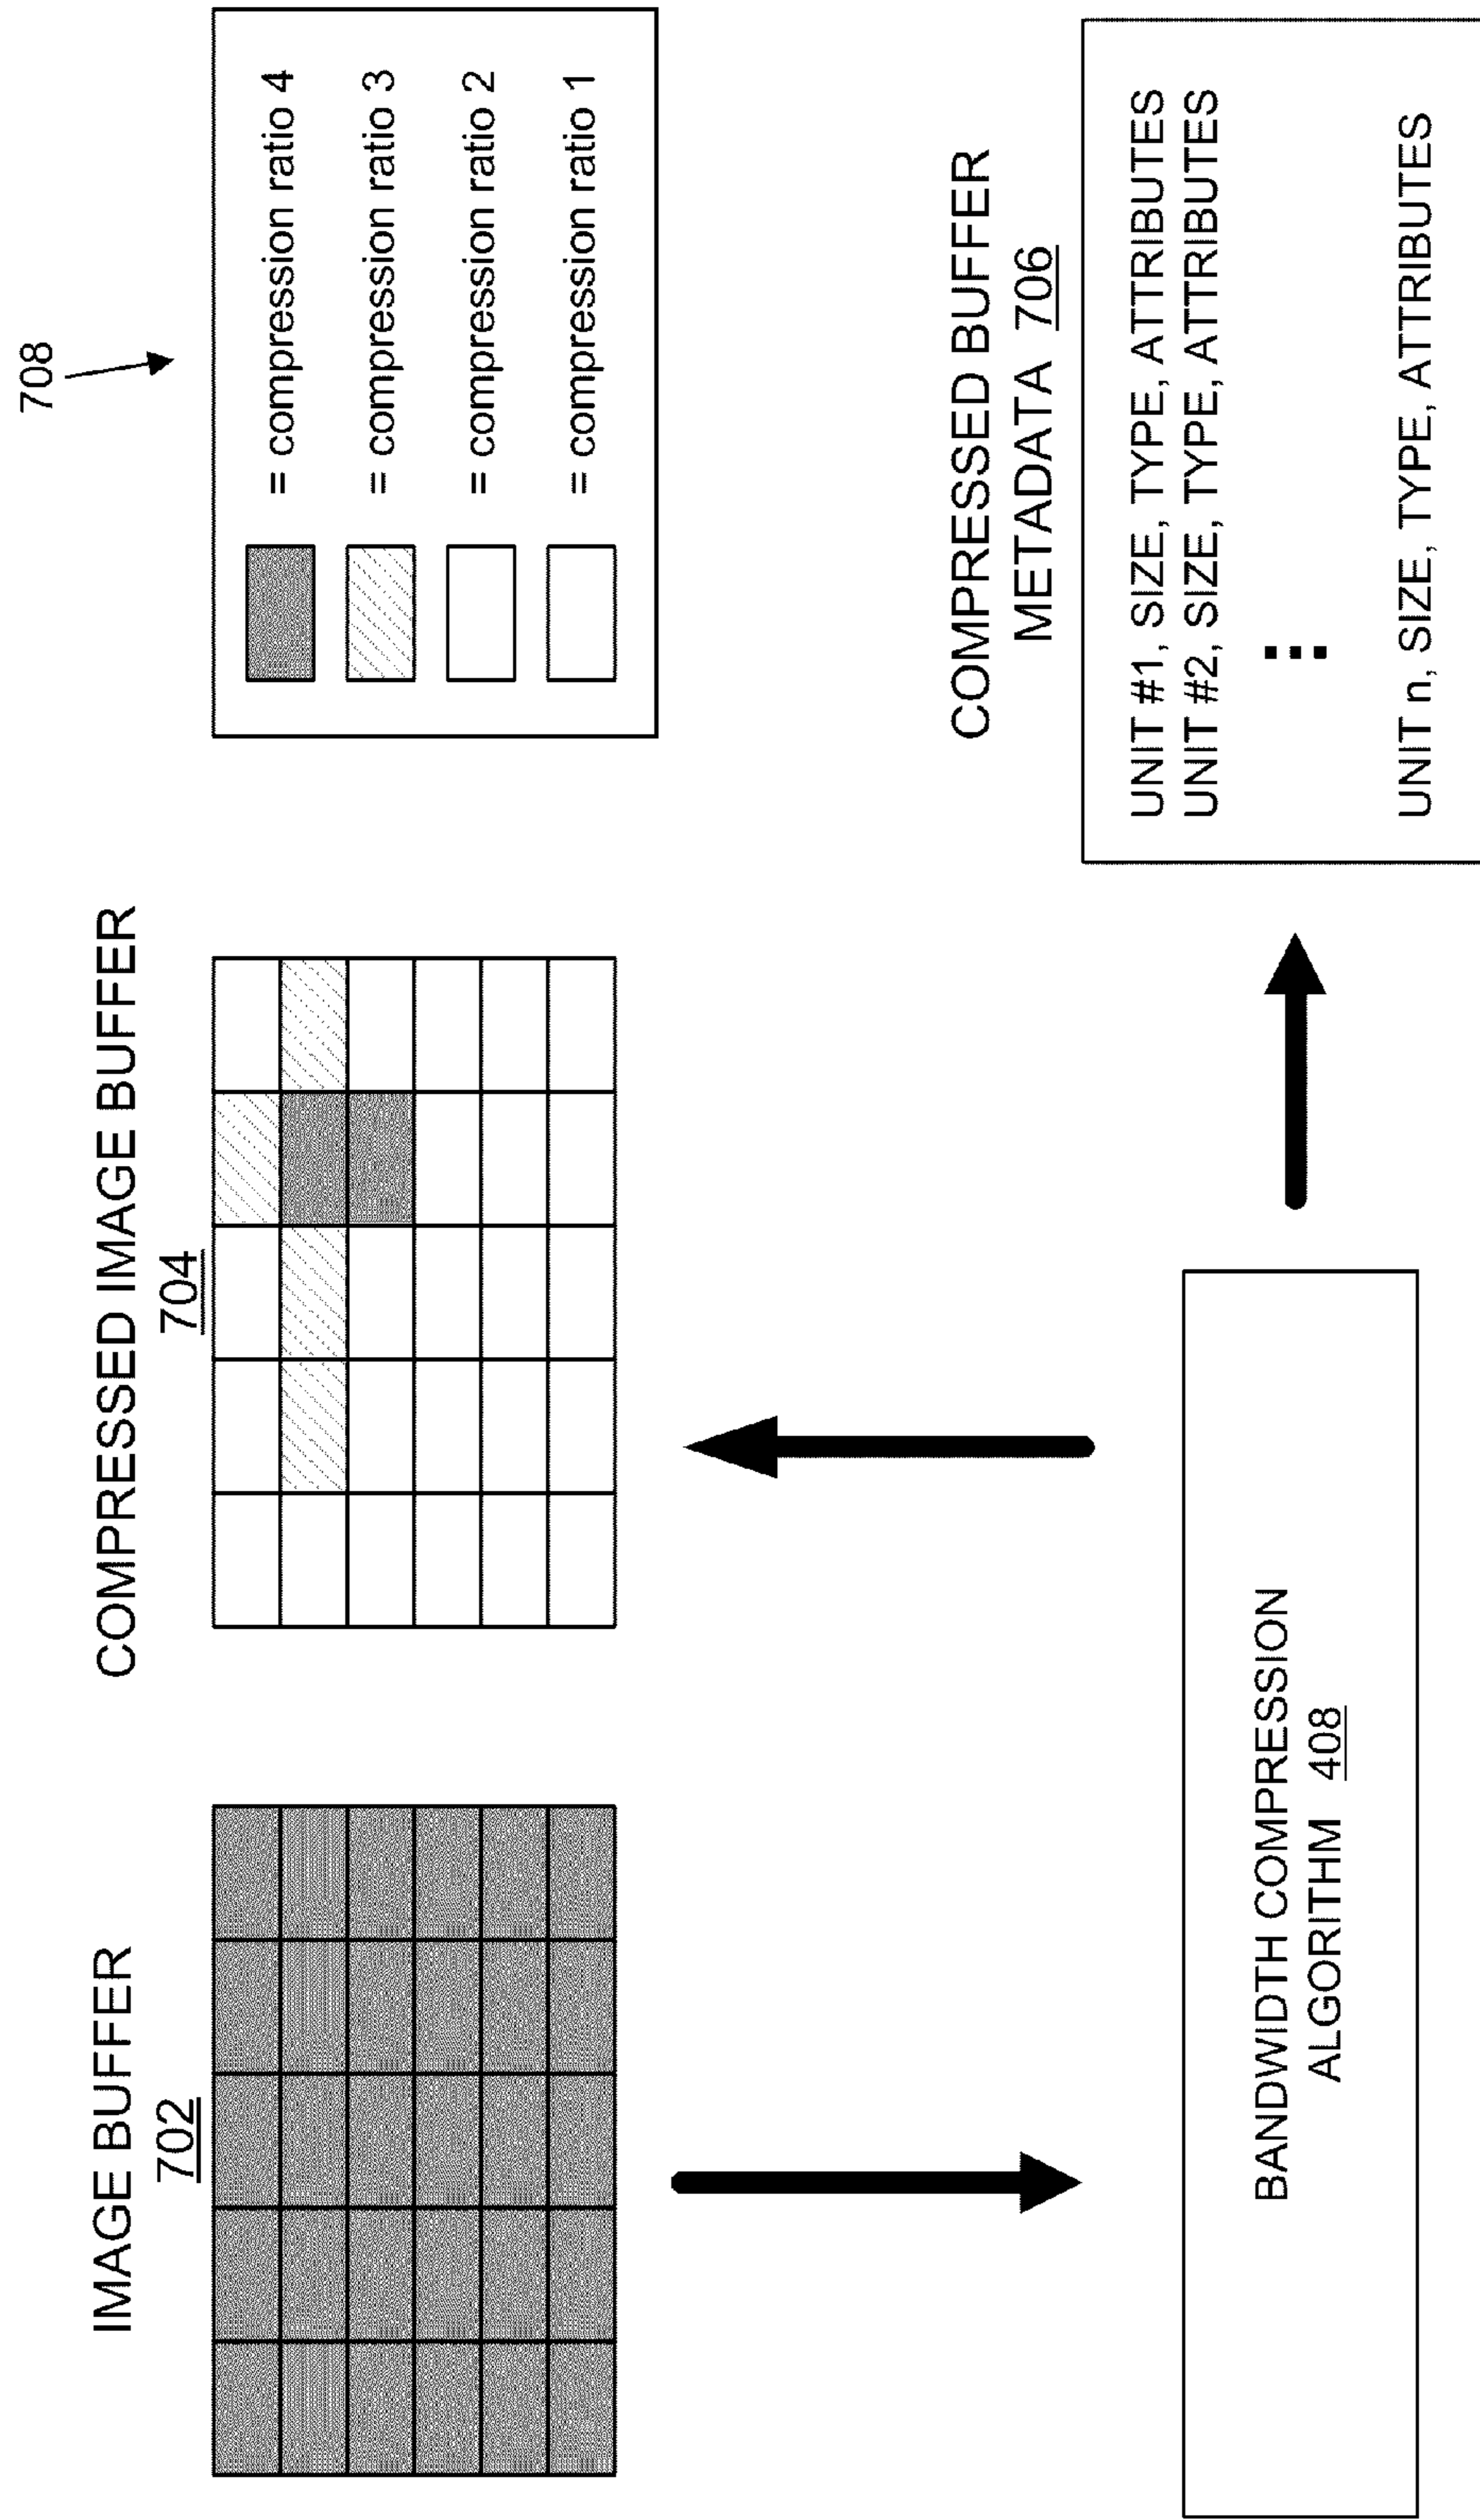 708
IMAGE BUFFER
702
COMPRESSED IMAGE BUFFER
704
= compression ratio 4
= compression ratio 3
= compression ratio 2
= compression ratio 1
BANDWIDTH COMPRESSION
ALGORITHM 408
COMPRESSED BUFFER
METADATA 706
UNIT #1, SIZE, TYPE, ATTRIBUTES
UNIT #2, SIZE, TYPE, ATTRIBUTES
UNIT n, SIZE, TYPE, ATTRIBUTES